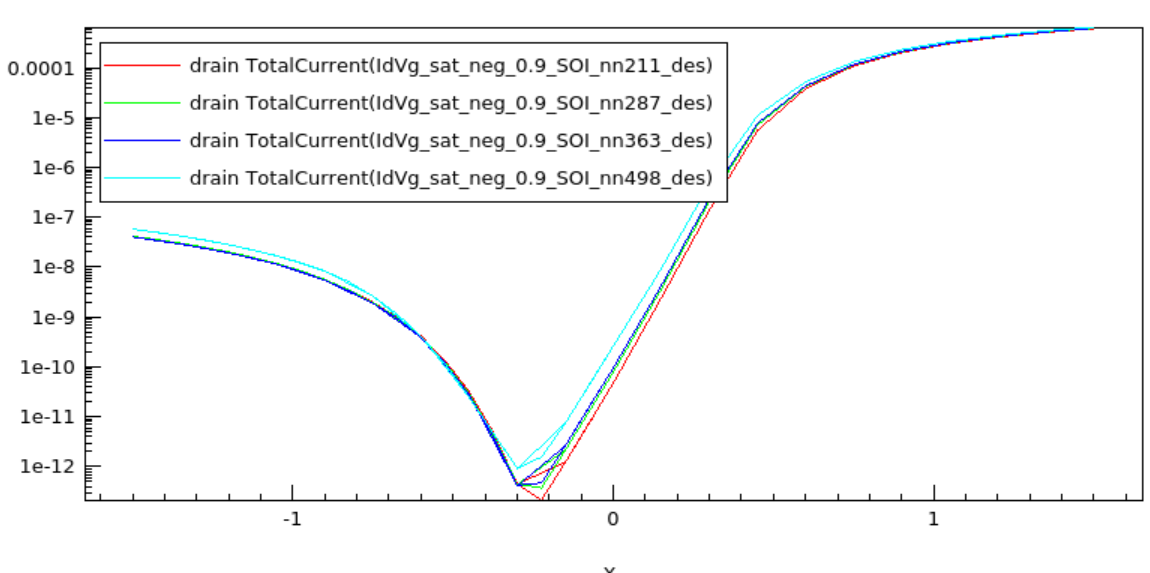 drain TotalCurrent(IdVg_sat_neg_0.9_SOI_nn211_des)
drain TotalCurrent(IdVg_sat_neg_0.9_SOI_nn287_des)
drain TotalCurrent(IdVg_sat_neg_0.9_SOI_nn363_des)
drain TotalCurrent(IdVg_sat_neg_0.9_SOI_nn498_des)
0.0001
1e-5
1e-6
1e-7
1e-8
1e-9
1e-10
1e-11
1e-12
-1 0 1